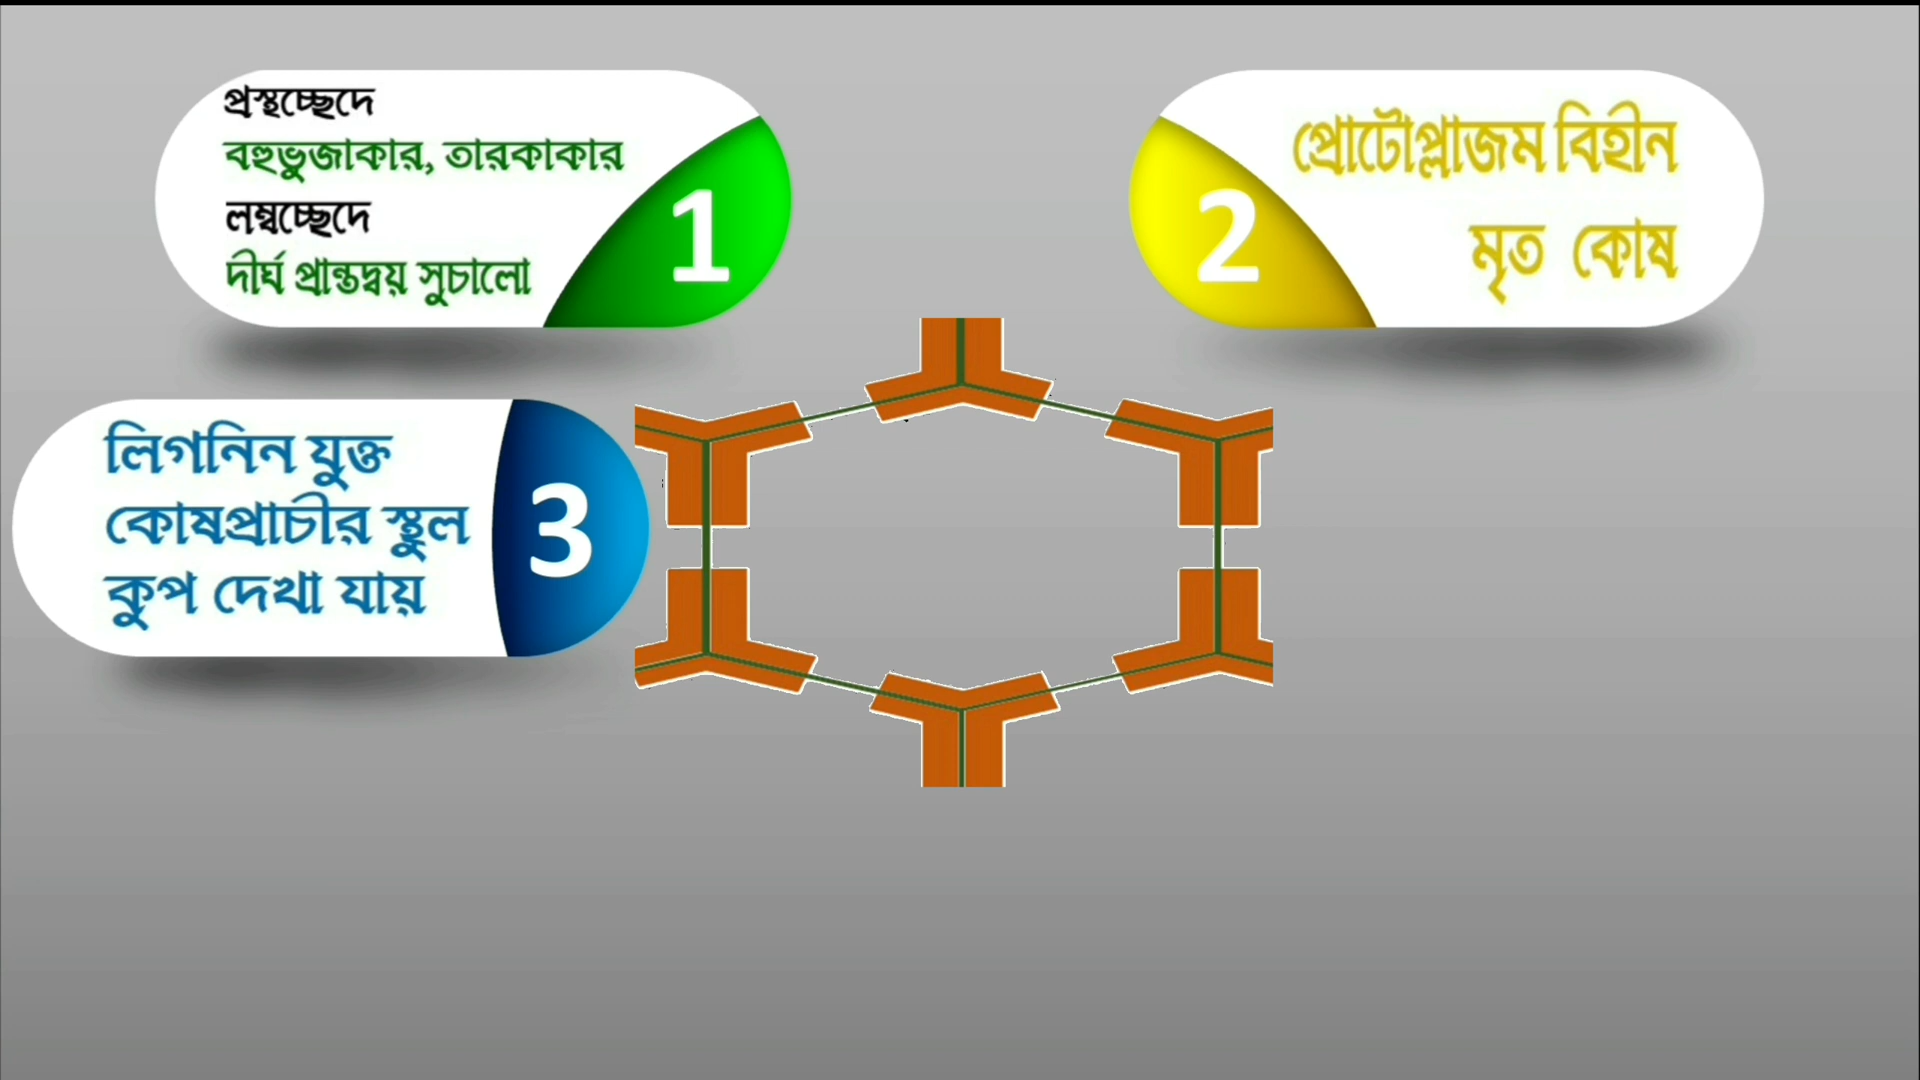 প্রস্থচ্ছেদে
বহুভুজাকার, তারকাকার
লম্বচ্ছেদে
দীর্ঘ প্রান্তদ্বয় সুচালো
1
2
প্রোটোপ্লাজম বিহীন
মৃত কোষ
লিগনিন যুক্ত
কোষপ্রাচীর স্থুল
কুপ দেখা যায়
3